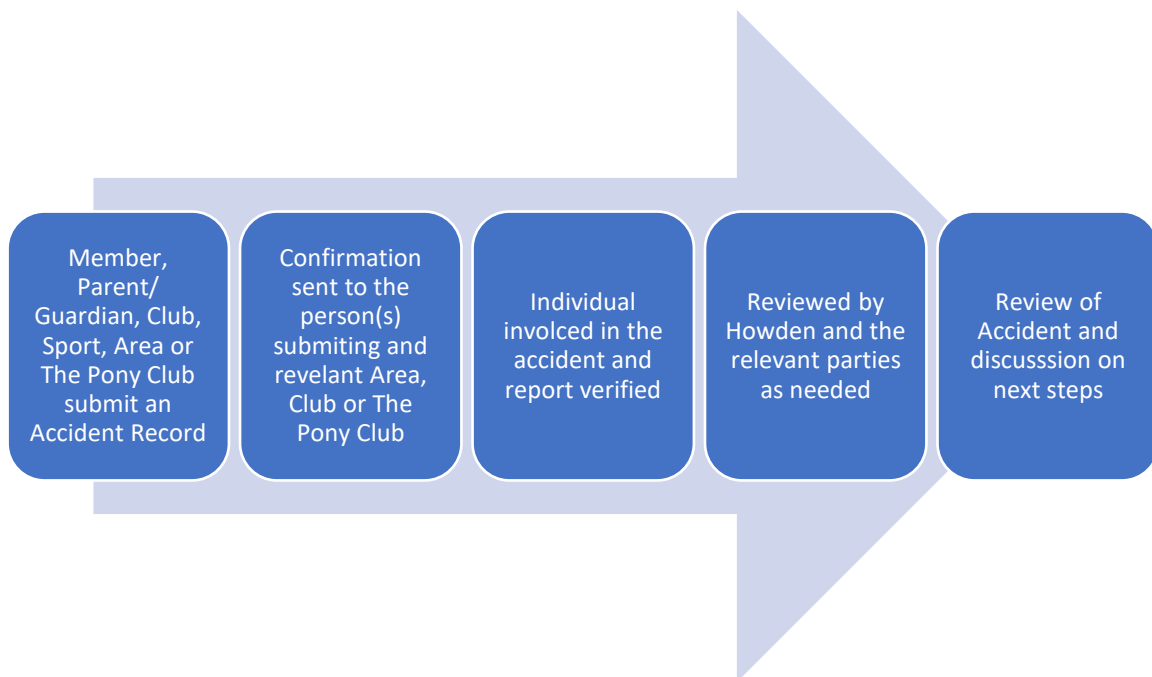 Member,
Parent/
Guardian, Club,
Sport, Area or
The Pony Club
submit an
Accident Record
Confirmation
sent to the
person(s)
submiting and
revelant Area,
Club or The
Pony Club
Individual
involced in the
accident and
report verified
Reviewed by
Howden and the
relevant parties
as needed
Review of
Accident and
discusssion on
next steps